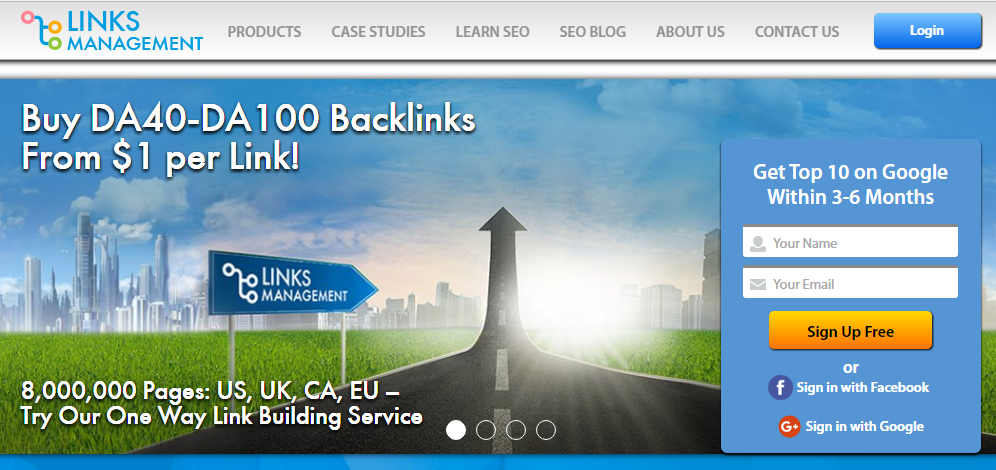 LINKS
MANAGEMENT
PRODUCTS
CASE STUDIES
LEARN SEO
SEO BLOG
ABOUT US
CONTACT US
Login
Buy DA40-DA100 Backlinks
From $1 per Link!
LINKS
MANAGEMENT
8,000,000 Pages: US, UK, CA, EU –
Try Our One Way Link Building Service
Get Top 10 on Google
Within 3-6 Months
Your Name
Your Email
Sign Up Free
or
f Sign in with Facebook
G+ Sign in with Google